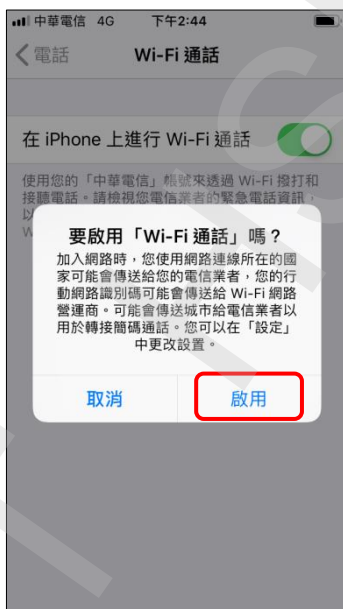 中華電信 4G 下午2:44
電話 Wi-Fi 通話
在 iPhone 上進行 Wi-Fi 通話
使用您的「中華電信」帳號來透過 Wi-Fi 撥打和
接聽電話。請檢視您電信業者的緊急電話資訊，
以
W
要啟用「Wi-Fi 通話」嗎？
加入網路時，您使用網路連線所在的國
家可能會傳送給您的電信業者，您的行
動網路識別碼可能會傳送給 Wi-Fi 網路
營運商。可能會傳送城市給電信業者以
用於轉接簡碼通話。您可以在「設定」
中更改設置。
取消 啟用